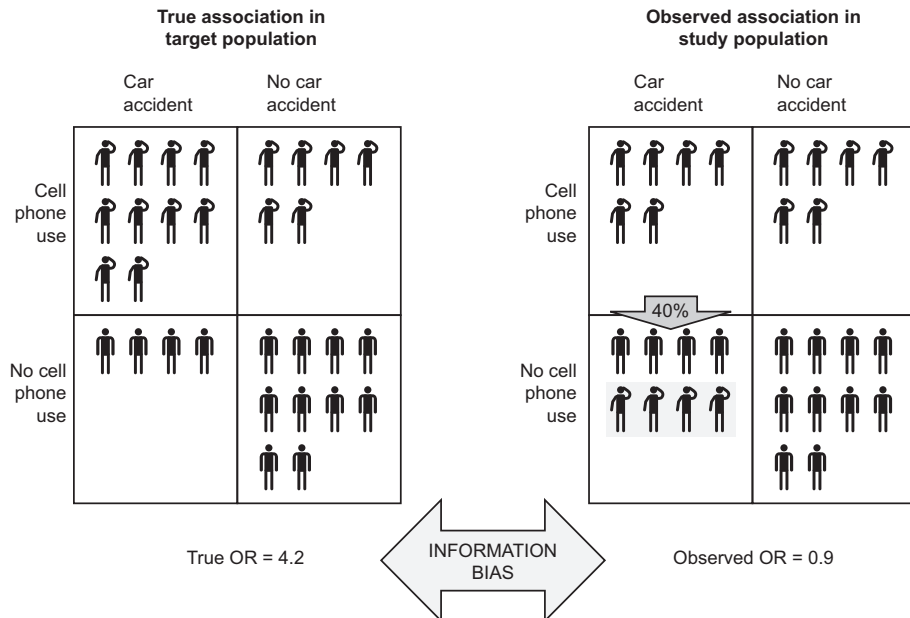 True association in
target population
Observed association in
study population
Car
accident
No car
accident
Car
accident
No car
accident
Cell
phone
use
Cell
phone
use
40%
No cell
phone
use
No cell
phone
use
True OR = 4.2
INFORMATION
BIAS
Observed OR = 0.9